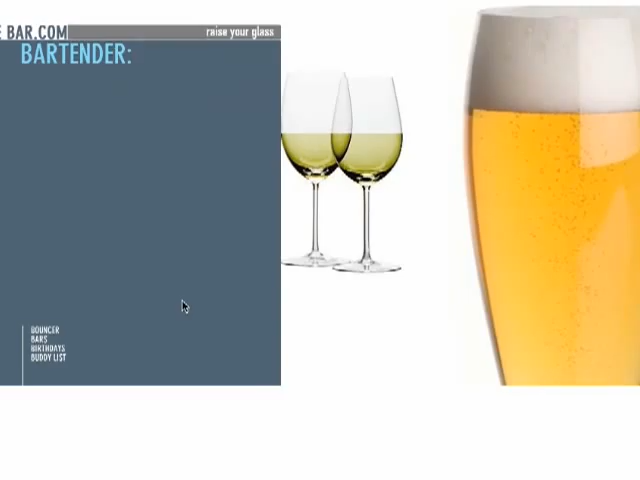 E BAR.COM
raise your glass
BARTENDER:
BOUNCER
BARS
BIRTHDAYS
BUDDY LIST